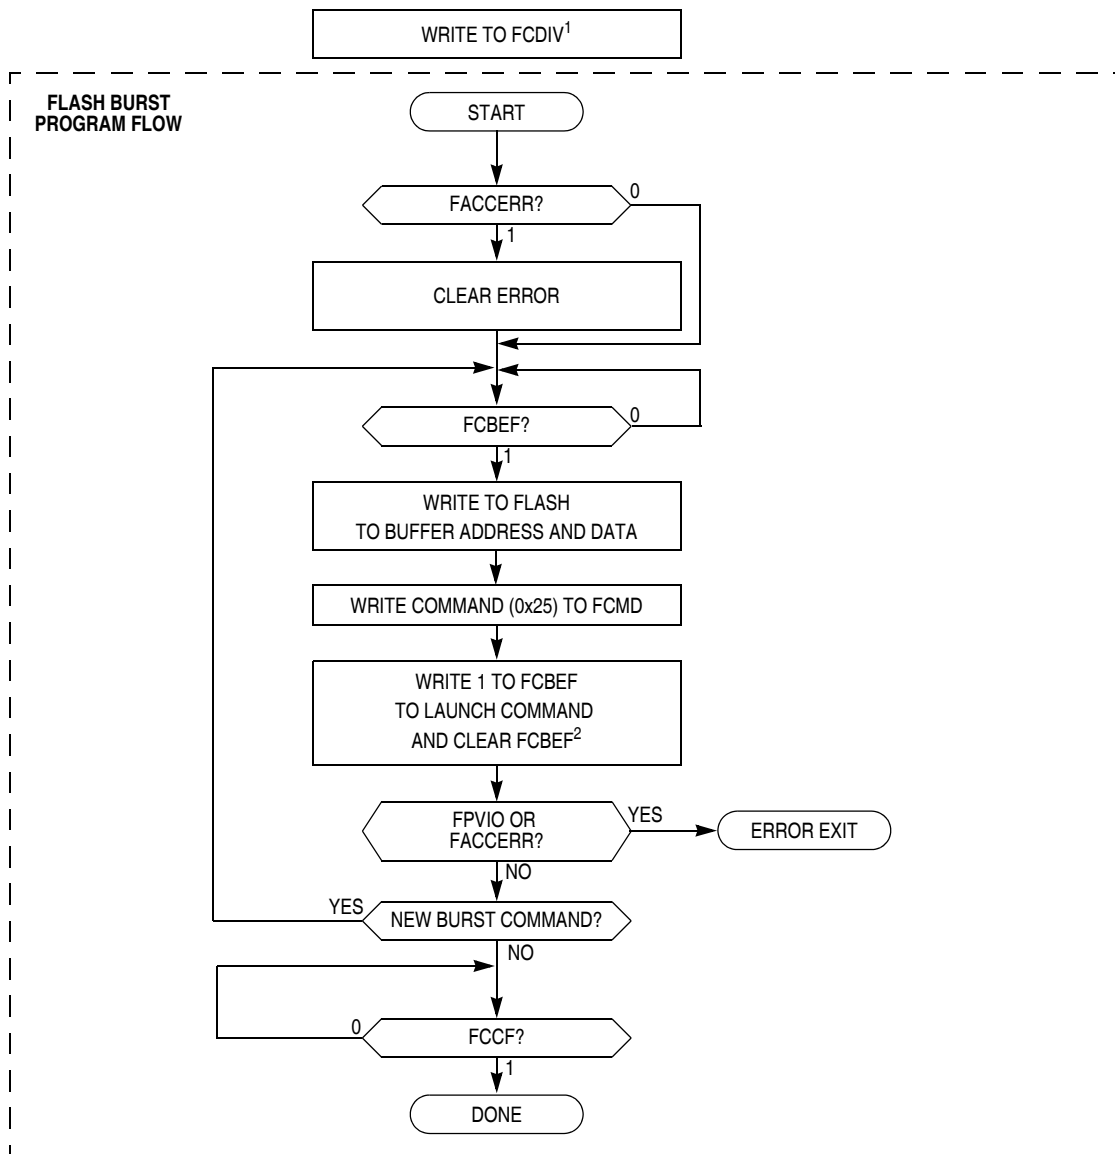 WRITE TO FCDIV1
FLASH BURST
PROGRAM FLOW
START
FACCERR?
0
1
CLEAR ERROR
FCBEF?
0
1
WRITE TO FLASH
TO BUFFER ADDRESS AND DATA
WRITE COMMAND (0x25) TO FCMD
WRITE 1 TO FCBEF
TO LAUNCH COMMAND
AND CLEAR FCBEF2
FPVIO OR
FACCERR?
YES
ERROR EXIT
NO
YES
NEW BURST COMMAND?
NO
0
FCCF?
1
DONE